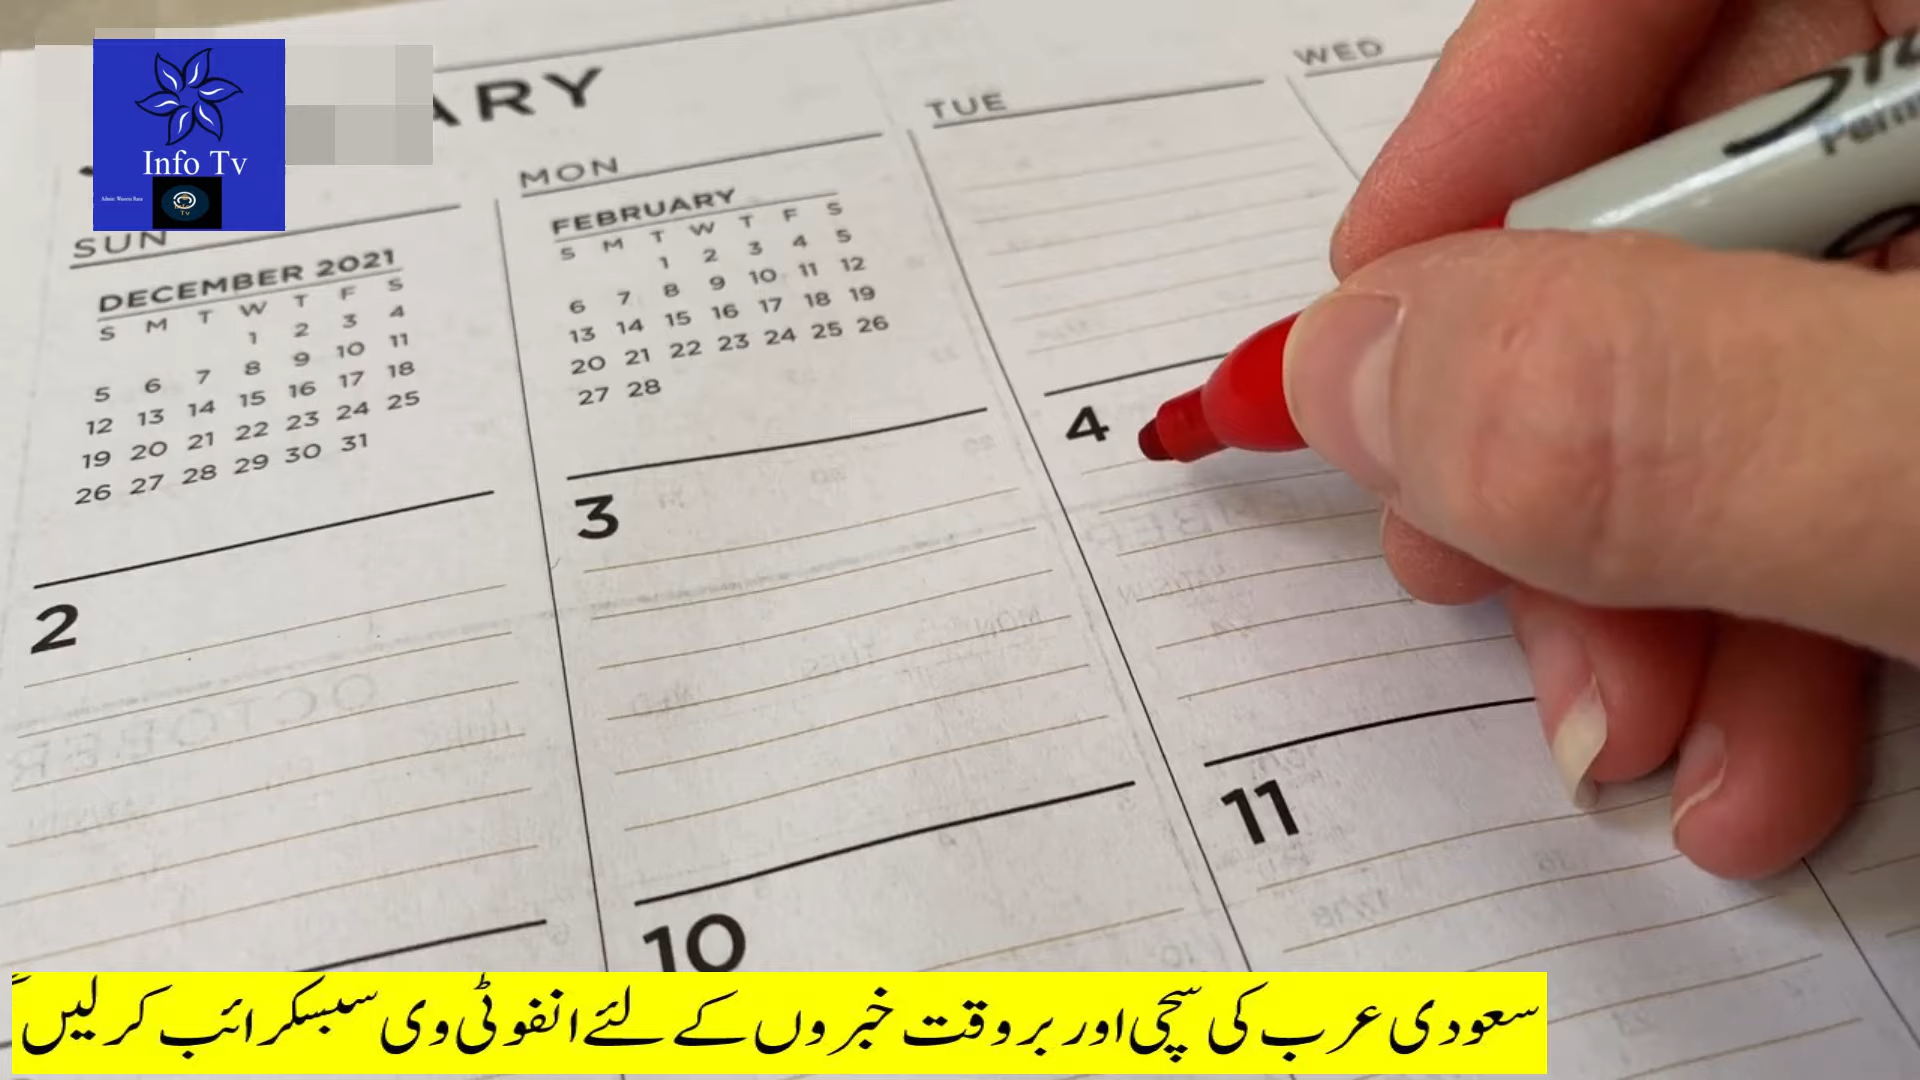 Info Tv
ARY
SUN
MON
TUE
WED
DECEMBER 2021
S M T W T F S
1 2 3 4
5 6 7 8 9 10 11
12 13 14 15 16 17 18
19 20 21 22 23 24 25
26 27 28 29 30 31
FEBRUARY
S M T W T F S
1 2 3 4 5
6 7 8 9 10 11 12
13 14 15 16 17 18 19
20 21 22 23 24 25 26
27 28
2
3
4
10
11
سعودی عرب کی سچی اور بروقت خبروں کے لئے انفو ٹی وی سبسکرائب کر لیں